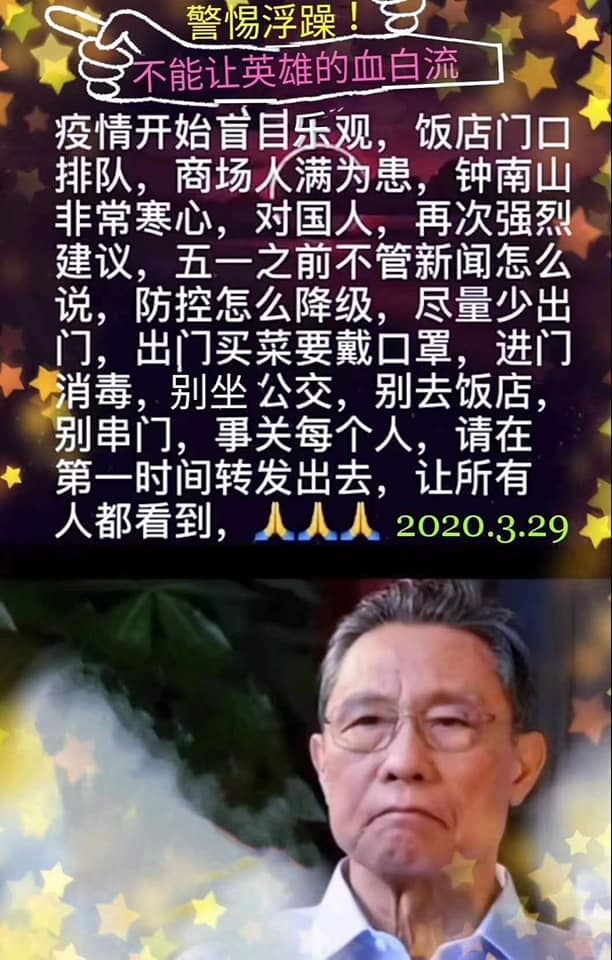 警惕浮躁！
不能让英雄的血白流
疫情开始盲目乐观，饭店门口
排队，商场人满为患，钟南山
非常寒心，对国人，再次强烈
建议，五一之前不管新闻怎么
说，防控怎么降级，尽量少出
门，出门买菜要戴口罩，进门
消毒，别坐公交，别去饭店，
别串门，事关每个人，请在
第一时间转发出去，让所有
人都看到，🙏🙏🙏 2020.3.29